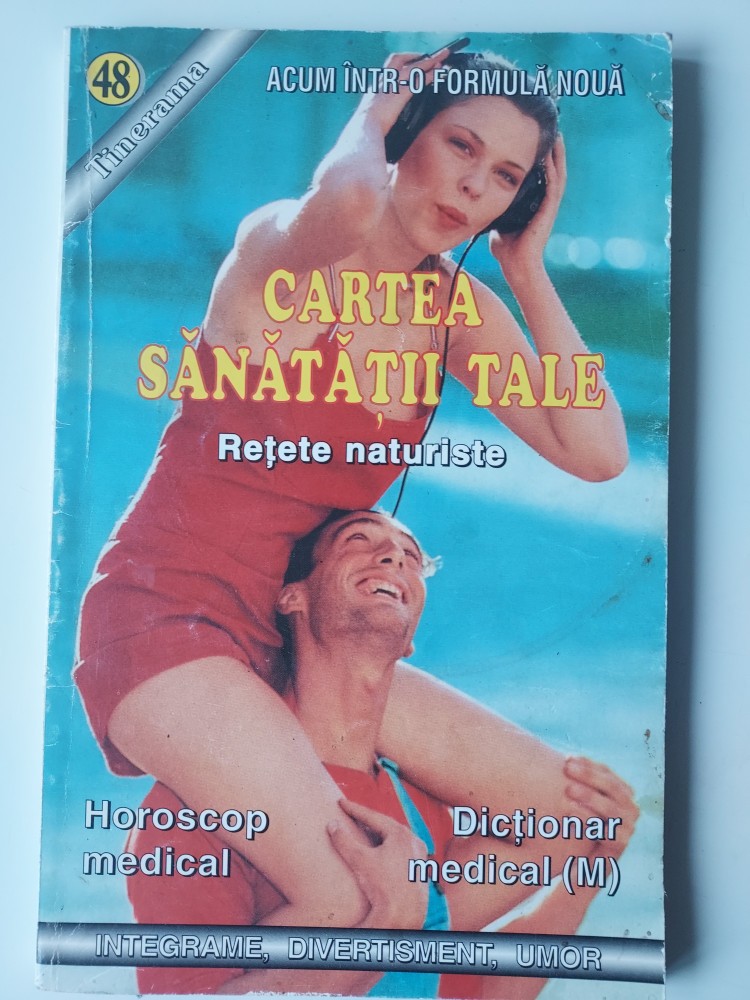 48
Tinerama
ACUM ÎNTR-O FORMULĂ NOUĂ
CARTEA
SĂNĂTĂȚII TALE
Rețete naturiste
Horoscop
medical
Dicționar
medical (M)
INTEGRAME, DIVERTISMENT, UMOR